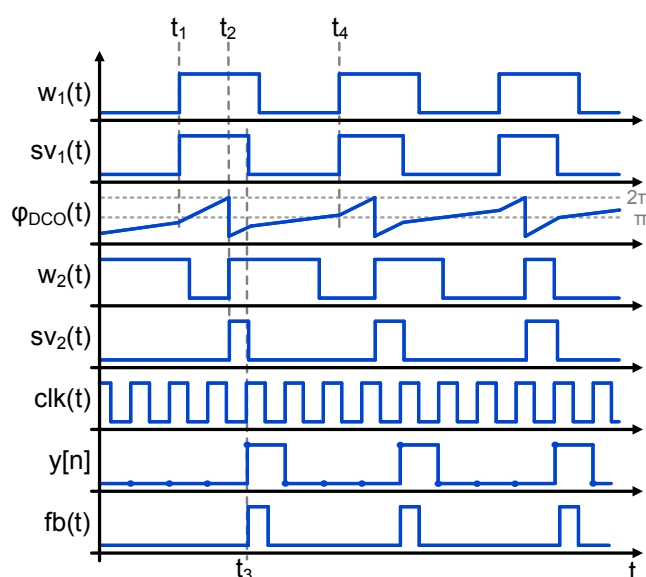 t₁ t₂ t₄
w₁(t)
sv₁(t)
φDCO(t) 2π
π
w₂(t)
sv₂(t)
clk(t)
y[n]
fb(t)
t₃ t